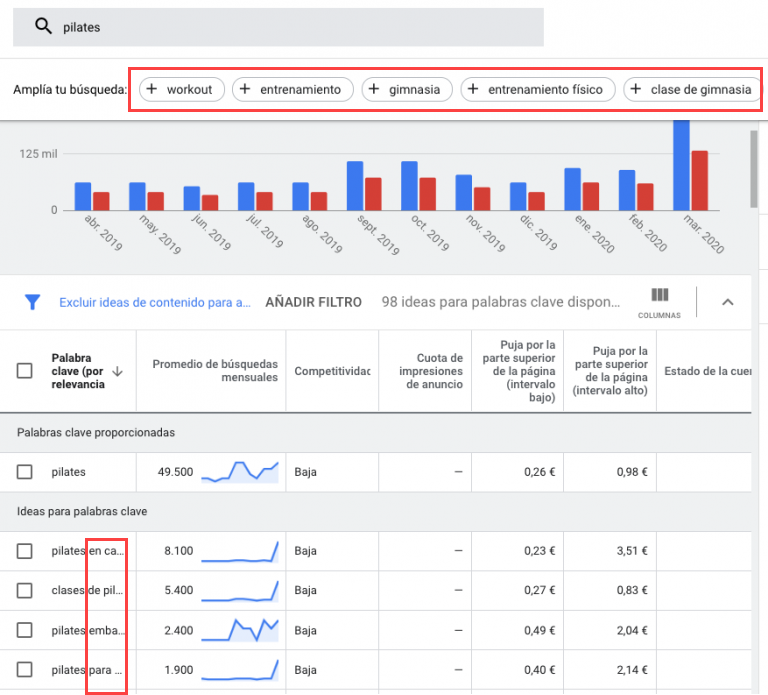 pilates
Amplía tu búsqueda: workout entrenamiento gimnasia entrenamiento físico clase de gimnasia
125 mil
0
abr. 2019 may. 2019 jun. 2019 jul. 2019 ago. 2019 sept. 2019 oct. 2019 nov. 2019 dic. 2019 ene. 2020 feb. 2020 mar. 2020
Excluir ideas de contenido para a... AÑADIR FILTRO 98 ideas para palabras clave dispon...
COLUMNAS
Palabra clave (por relevancia
Promedio de búsquedas mensuales
Competitividad
Cuota de impresiones de anuncio
Puja por la parte superior de la página (intervalo bajo)
Puja por la parte superior de la página (intervalo alto)
Estado de la cuen
Palabras clave proporcionadas
pilates 49.500 Baja – 0,26 € 0,98 €
Ideas para palabras clave
pilates en ca... 8.100 Baja – 0,23 € 3,51 €
clases de pil... 5.400 Baja – 0,27 € 0,83 €
pilates emba... 2.400 Baja – 0,49 € 2,04 €
pilates para ... 1.900 Baja – 0,40 € 2,14 €